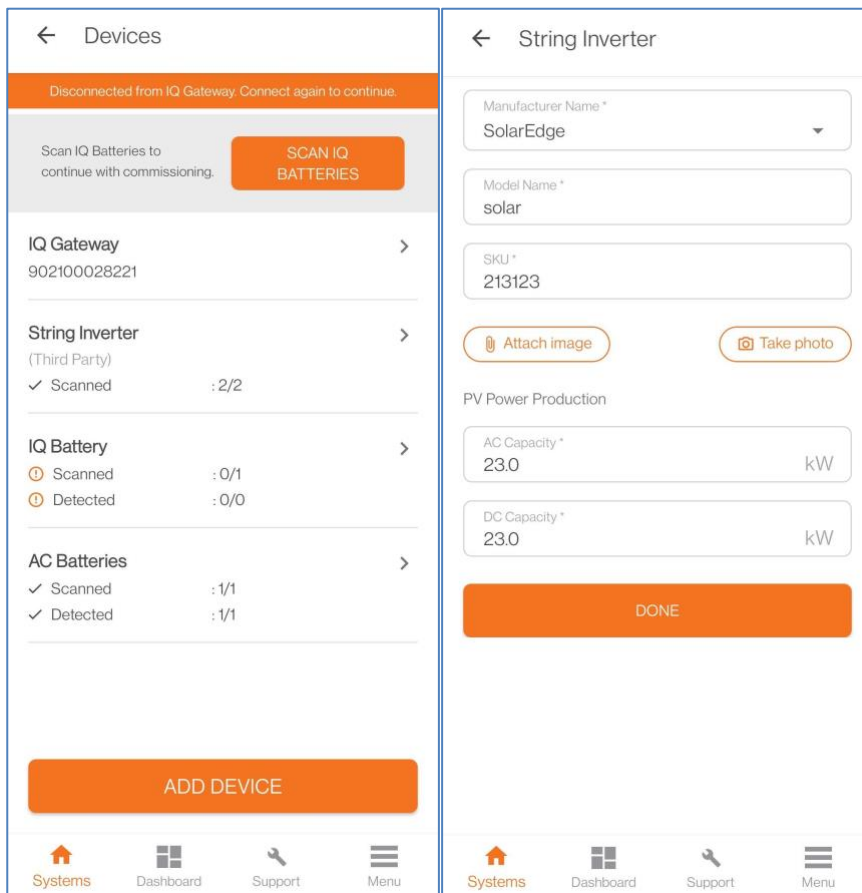 Devices
Disconnected from IQ Gateway. Connect again to continue.
Scan IQ Batteries to
continue with commissioning.
SCAN IQ
BATTERIES
IQ Gateway
902100028221
String Inverter
(Third Party)
Scanned : 2/2
IQ Battery
Scanned : 0/1
Detected : 0/0
AC Batteries
Scanned : 1/1
Detected : 1/1
ADD DEVICE
Systems Dashboard Support Menu
String Inverter
Manufacturer Name *
SolarEdge
Model Name *
solar
SKU *
213123
Attach image Take photo
PV Power Production
AC Capacity *
23.0 kW
DC Capacity *
23.0 kW
DONE
Systems Dashboard Support Menu